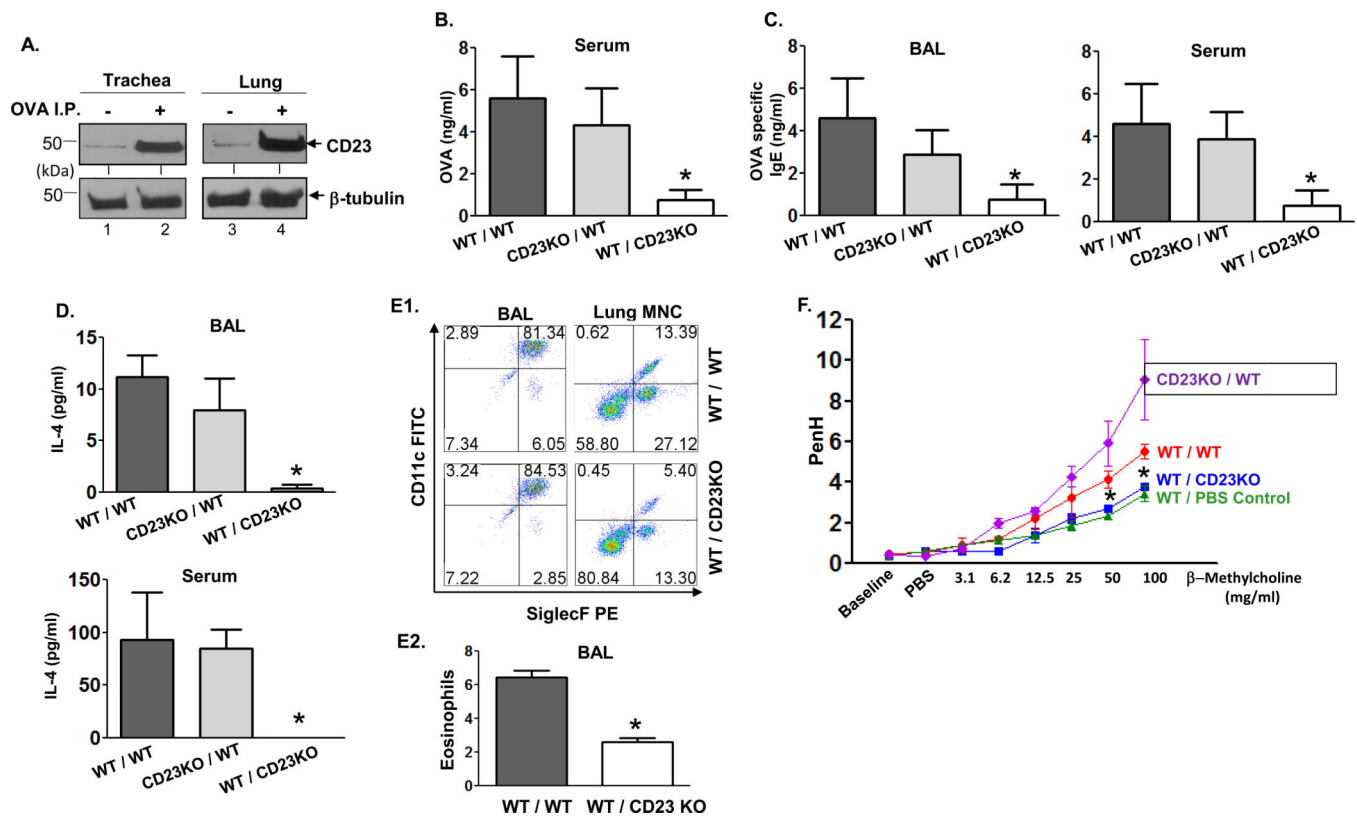 A.
Trachea Lung
OVA I.P. - + - +
50
CD23
(kDa)
50
β-tubulin
1 2 3 4
B.
Serum
OVA (ng/ml)
8
6
4
2
0
WT / WT
CD23KO / WT
WT / CD23KO
*
C.
BAL
OVA specific
IgE (ng/ml)
8
6
4
2
0
WT / WT
CD23KO / WT
WT / CD23KO
*
Serum
8
6
4
2
0
WT / WT
CD23KO / WT
WT / CD23KO
*
D.
BAL
IL-4 (pg/ml)
15
10
5
0
WT / WT
CD23KO / WT
WT / CD23KO
*
Serum
IL-4 (pg/ml)
150
100
50
0
WT / WT
CD23KO / WT
WT / CD23KO
*
E1.
BAL Lung MNC
2.89 81.34 0.62 13.39
7.34 6.05 58.80 27.12
WT / WT
3.24 84.53 0.45 5.40
7.22 2.85 80.84 13.30
WT / CD23KO
CD11c FITC
SiglecF PE
E2.
BAL
Eosinophils
8
6
4
2
0
WT / WT WT / CD23 KO
*
F.
PenH
12
10
8
6
4
2
0
CD23KO / WT
WT / WT
WT / CD23KO
WT / PBS Control
* *
Baseline PBS 3.1 6.2 12.5 25 50 100 β–Methylcholine
(mg/ml)